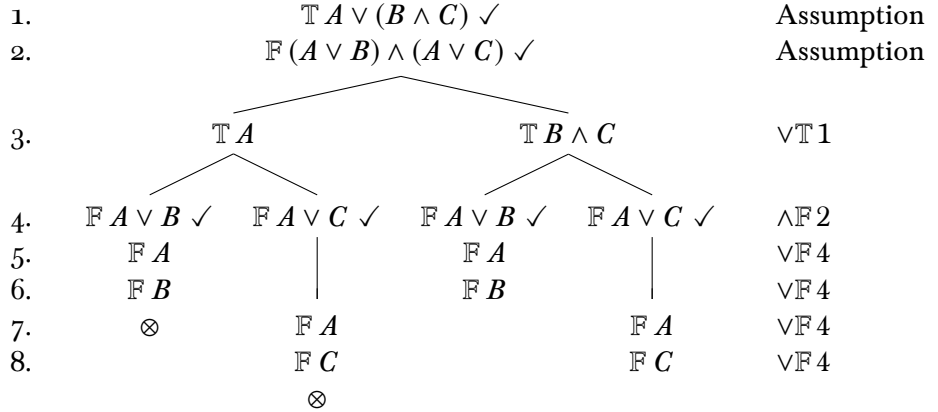 1. 𝕋 A ∨ (B ∧ C) ✓ Assumption
2. 𝔽 (A ∨ B) ∧ (A ∨ C) ✓ Assumption
3. 𝕋 A 𝕋 B ∧ C ∨𝕋 1
4. 𝔽 A ∨ B ✓ 𝔽 A ∨ C ✓ 𝔽 A ∨ B ✓ 𝔽 A ∨ C ✓ ∧𝔽 2
5. 𝔽 A 𝔽 A ∨𝔽 4
6. 𝔽 B 𝔽 B ∨𝔽 4
7. ⊗ 𝔽 A 𝔽 A ∨𝔽 4
8. 𝔽 C 𝔽 C ∨𝔽 4
⊗